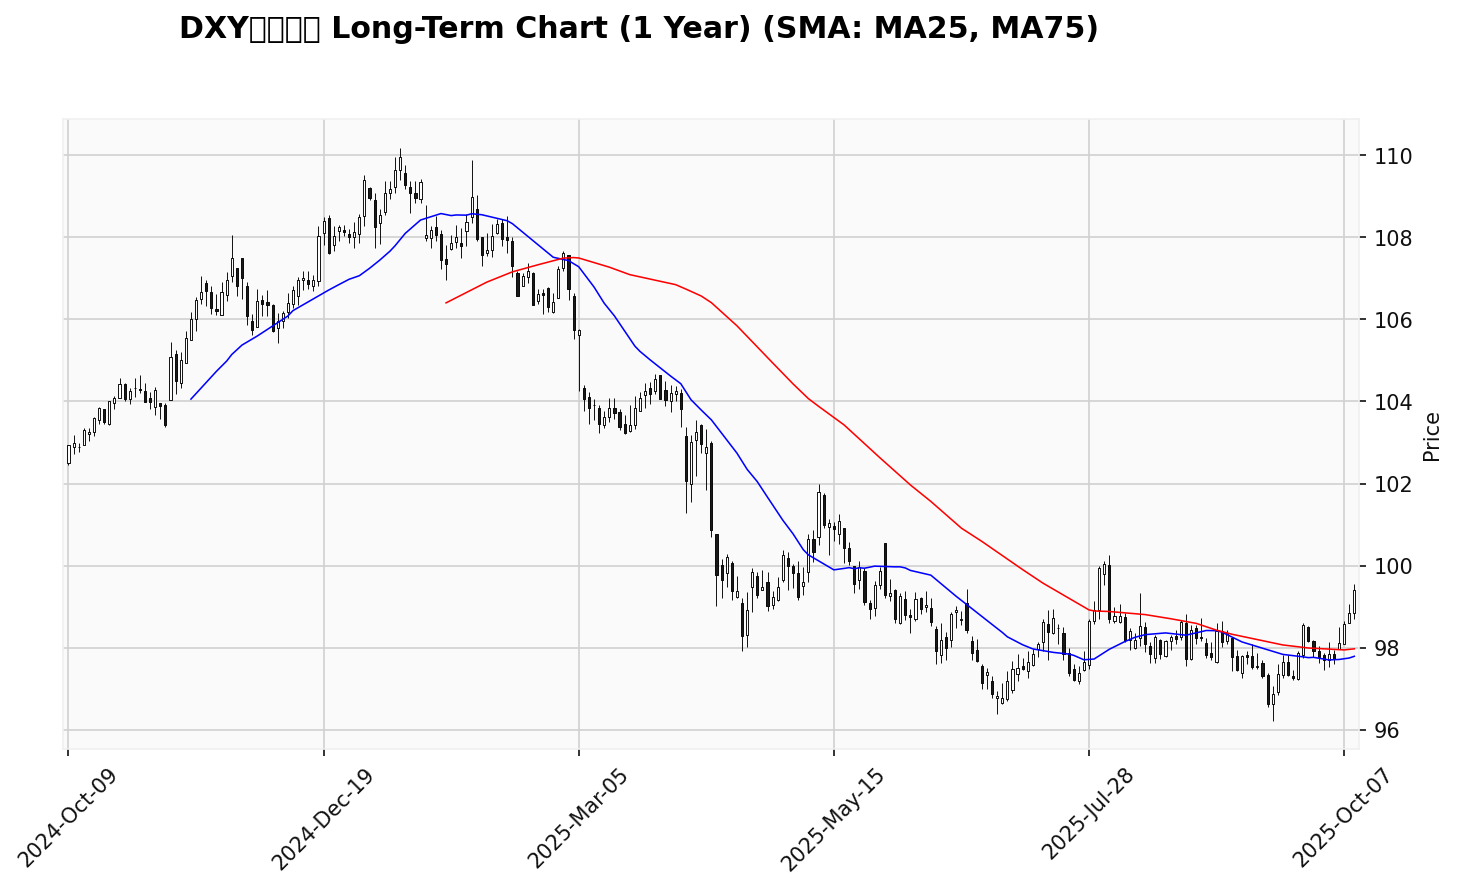 DXY▯▯▯▯ Long-Term Chart (1 Year) (SMA: MA25, MA75)
110
108
106
104
102
100
98
96
Price
2024-Oct-09
2024-Dec-19
2025-Mar-05
2025-May-15
2025-Jul-28
2025-Oct-07